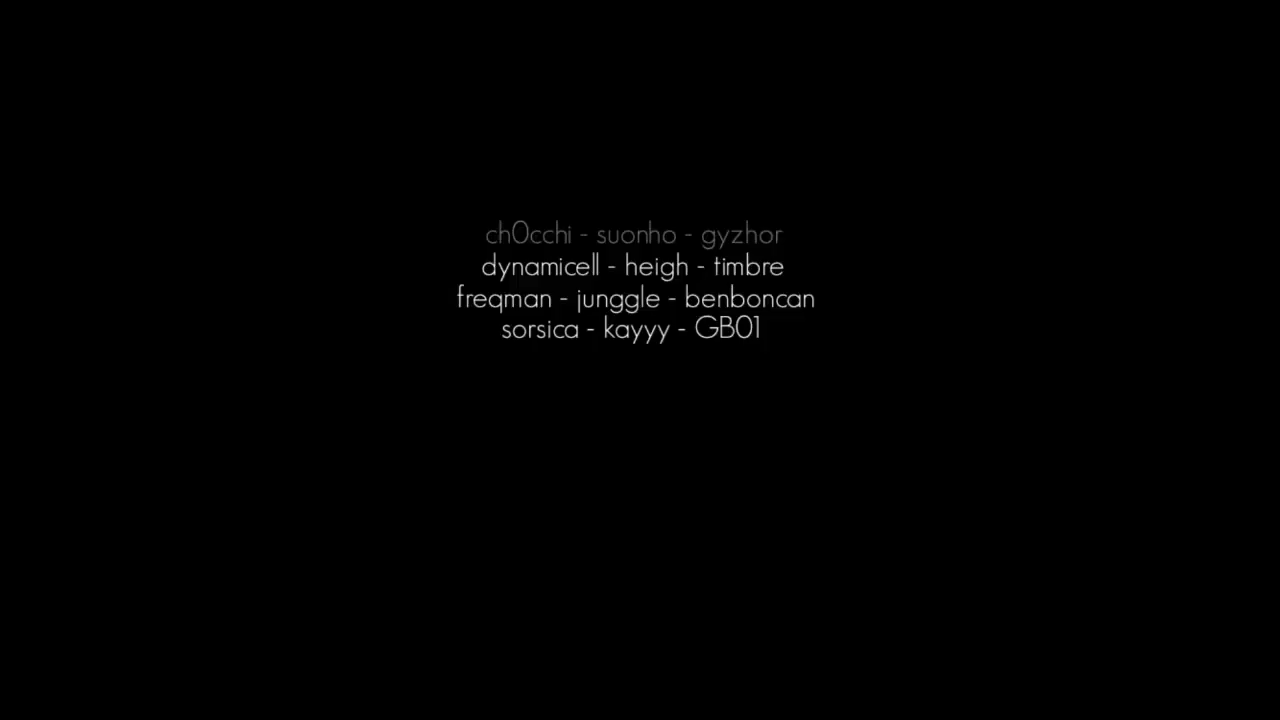 ch0cchi - suonho - gyzhor
dynamicell - heigh - timbre
freqman - junggle - benboncan
sorsica - kayyy - GB01